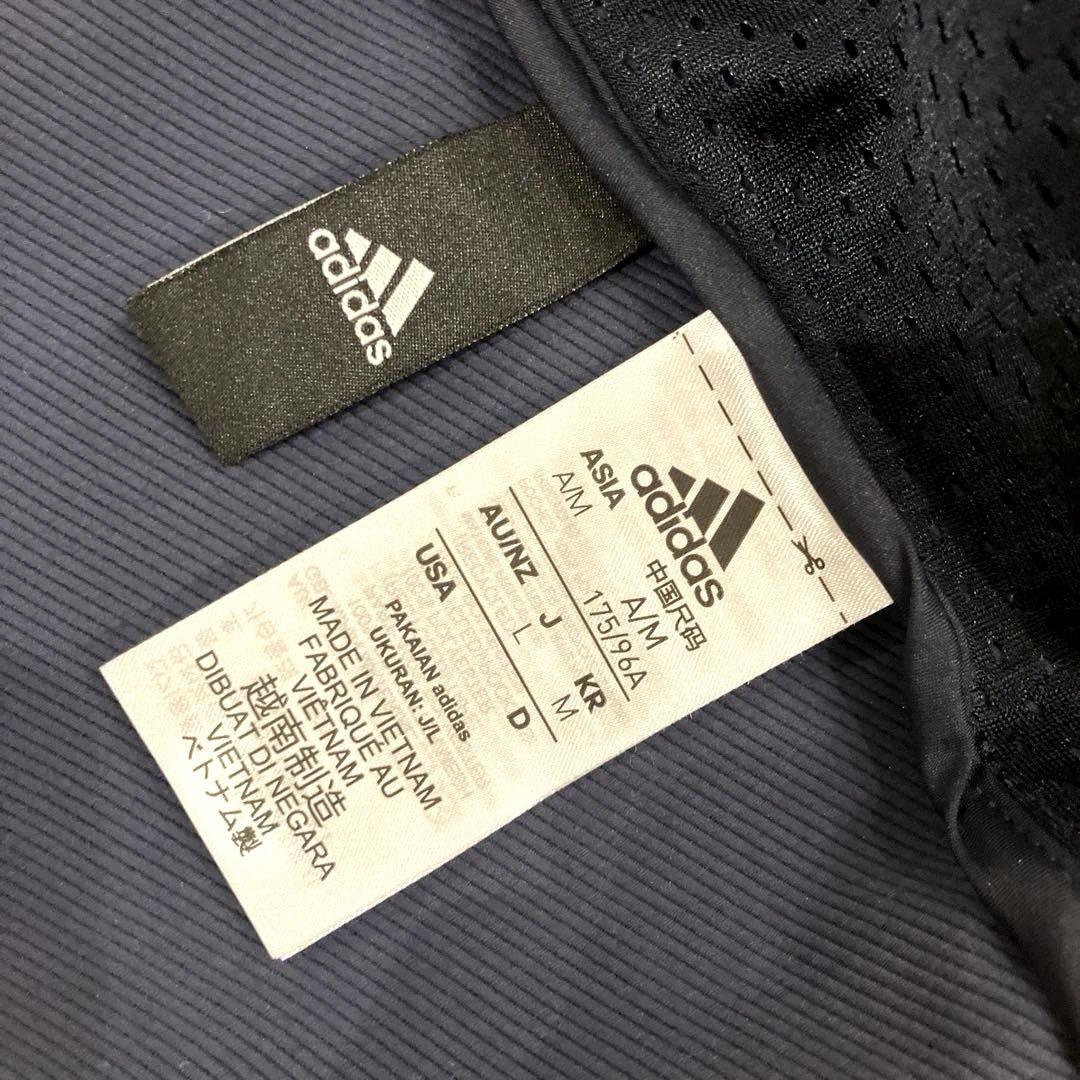 adidas
adidas
中国尺码
ASIA A/M
A/M 175/96A
J L
KR M
AU/NZ
D
USA
PAKAIAN adidas
UKURAN: J/L
MADE IN VIETNAM
FABRIQUÉ AU
VIÊTNAM
越南制造
DIBUAT DI NEGARA
VIETNAM
ベトナム製